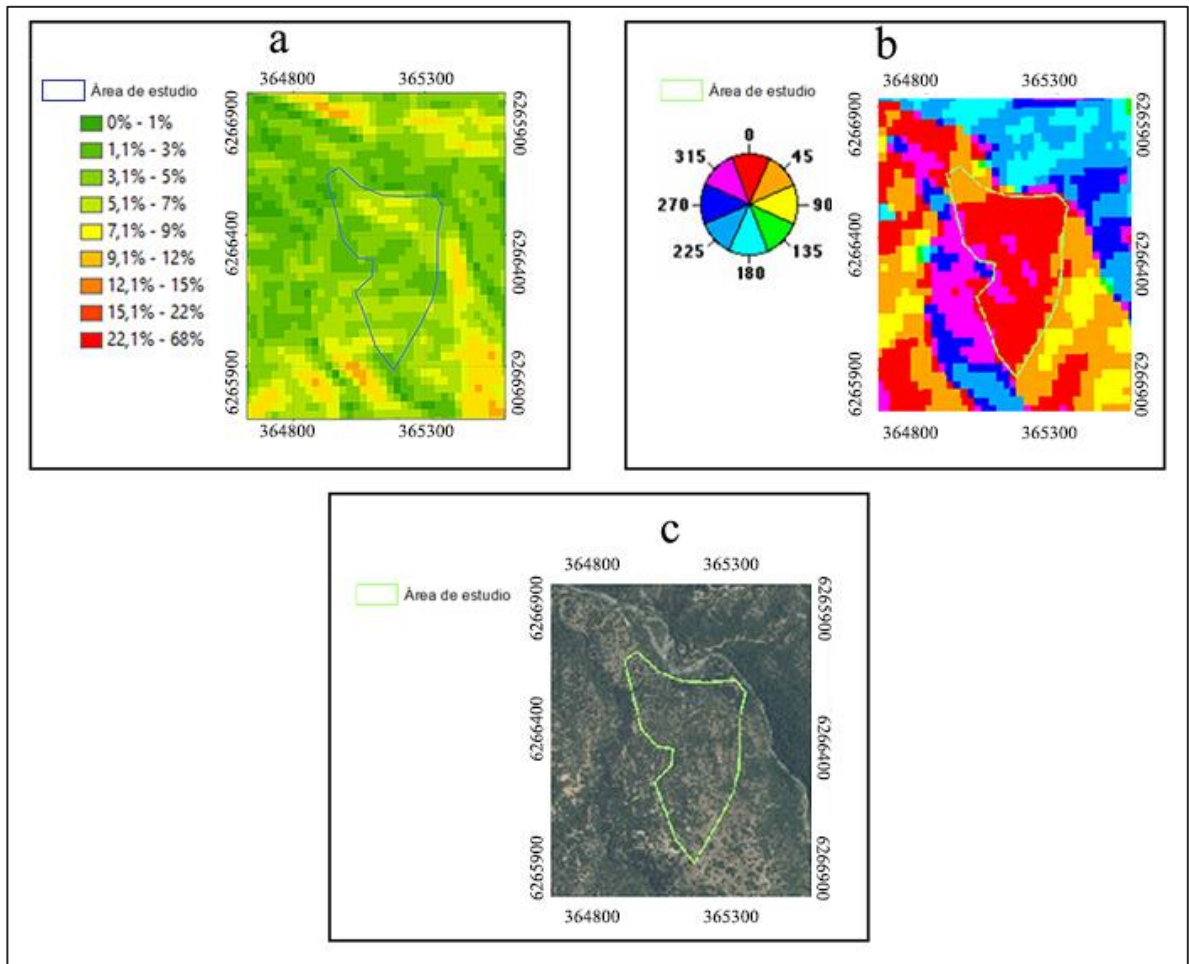 a
364800 365300
Área de estudio
0% - 1%
1,1% - 3%
3,1% - 5%
5,1% - 7%
7,1% - 9%
9,1% - 12%
12,1% - 15%
15,1% - 22%
22,1% - 68%
6266900
6266400
6265900
6265900
6266400
6266900
364800 365300
b
364800 365300
Área de estudio
0
45
90
135
180
225
270
315
6266900
6266400
6265900
6265900
6266400
6266900
364800 365300
c
364800 365300
Área de estudio
6266900
6266400
6265900
6265900
6266400
6266900
364800 365300